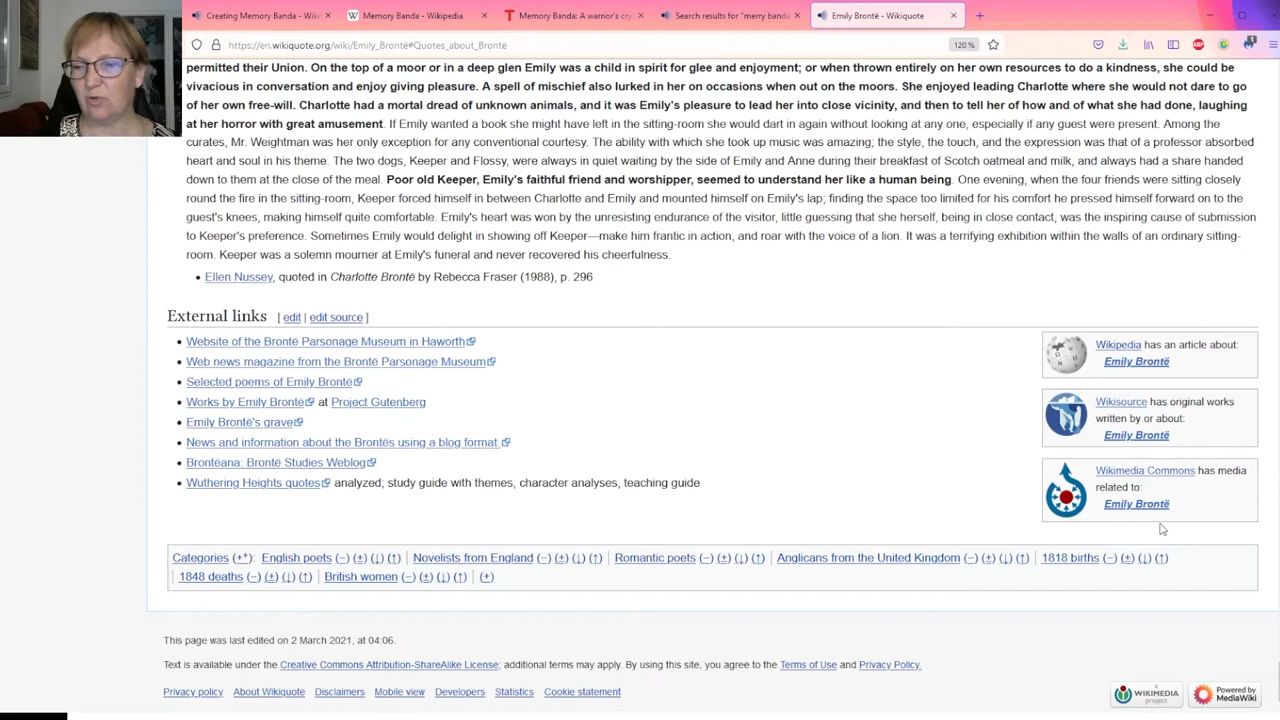 Creating Memory Banda - Wiki
Memory Banda - Wikipedia
Memory Banda: A warrior's cry
Search results for "merry banda
Emily Brontë - Wikiquote
https://en.wikiquote.org/wiki/Emily_Brontë#Quotes_about_Brontë
120 %
permitted their Union. On the top of a moor or in a deep glen Emily was a child in spirit for glee and enjoyment; or when thrown entirely on her own resources to do a kindness, she could be
vivacious in conversation and enjoy giving pleasure. A spell of mischief also lurked in her on occasions when out on the moors. She enjoyed leading Charlotte where she would not dare to go
of her own free-will. Charlotte had a mortal dread of unknown animals, and it was Emily's pleasure to lead her into close vicinity, and then to tell her of how and of what she had done, laughing
at her horror with great amusement. If Emily wanted a book she might have left in the sitting-room she would dart in again without looking at any one, especially if any guest were present. Among the
curates, Mr. Weightman was her only exception for any conventional courtesy. The ability with which she took up music was amazing; the style, the touch, and the expression was that of a professor absorbed
heart and soul in his theme. The two dogs, Keeper and Flossy, were always in quiet waiting by the side of Emily and Anne during their breakfast of Scotch oatmeal and milk, and always had a share handed
down to them at the close of the meal. Poor old Keeper, Emily's faithful friend and worshipper, seemed to understand her like a human being. One evening, when the four friends were sitting closely
round the fire in the sitting-room, Keeper forced himself in between Charlotte and Emily and mounted himself on Emily's lap; finding the space too limited for his comfort he pressed himself forward on to the
guest's knees, making himself quite comfortable. Emily's heart was won by the unresisting endurance of the visitor, little guessing that she herself, being in close contact, was the inspiring cause of submission
to Keeper's preference. Sometimes Emily would delight in showing off Keeper—make him frantic in action, and roar with the voice of a lion. It was a terrifying exhibition within the walls of an ordinary sitting-
room. Keeper was a solemn mourner at Emily's funeral and never recovered his cheerfulness.
• Ellen Nussey, quoted in Charlotte Brontë by Rebecca Fraser (1988), p. 296
External links [ edit | edit source ]
• Website of the Brontë Parsonage Museum in Haworth
• Web news magazine from the Brontë Parsonage Museum
• Selected poems of Emily Brontë
• Works by Emily Brontë at Project Gutenberg
• Emily Brontë's grave
• News and information about the Brontës using a blog format.
• Brontëana: Brontë Studies Weblog
• Wuthering Heights quotes analyzed; study guide with themes, character analyses, teaching guide
Wikipedia has an article about:
Emily Brontë
Wikisource has original works
written by or about:
Emily Brontë
Wikimedia Commons has media
related to:
Emily Brontë
Categories (++): English poets (−) (±) (↓) (↑) | Novelists from England (−) (±) (↓) (↑) | Romantic poets (−) (±) (↓) (↑) | Anglicans from the United Kingdom (−) (±) (↓) (↑) | 1818 births (−) (±) (↓) (↑)
| 1848 deaths (−) (±) (↓) (↑) | British women (−) (±) (↓) (↑) | (+)
This page was last edited on 2 March 2021, at 04:06.
Text is available under the Creative Commons Attribution-ShareAlike License; additional terms may apply. By using this site, you agree to the Terms of Use and Privacy Policy.
Privacy policy About Wikiquote Disclaimers Mobile view Developers Statistics Cookie statement
A
WIKIMEDIA
project
Powered by
MediaWiki